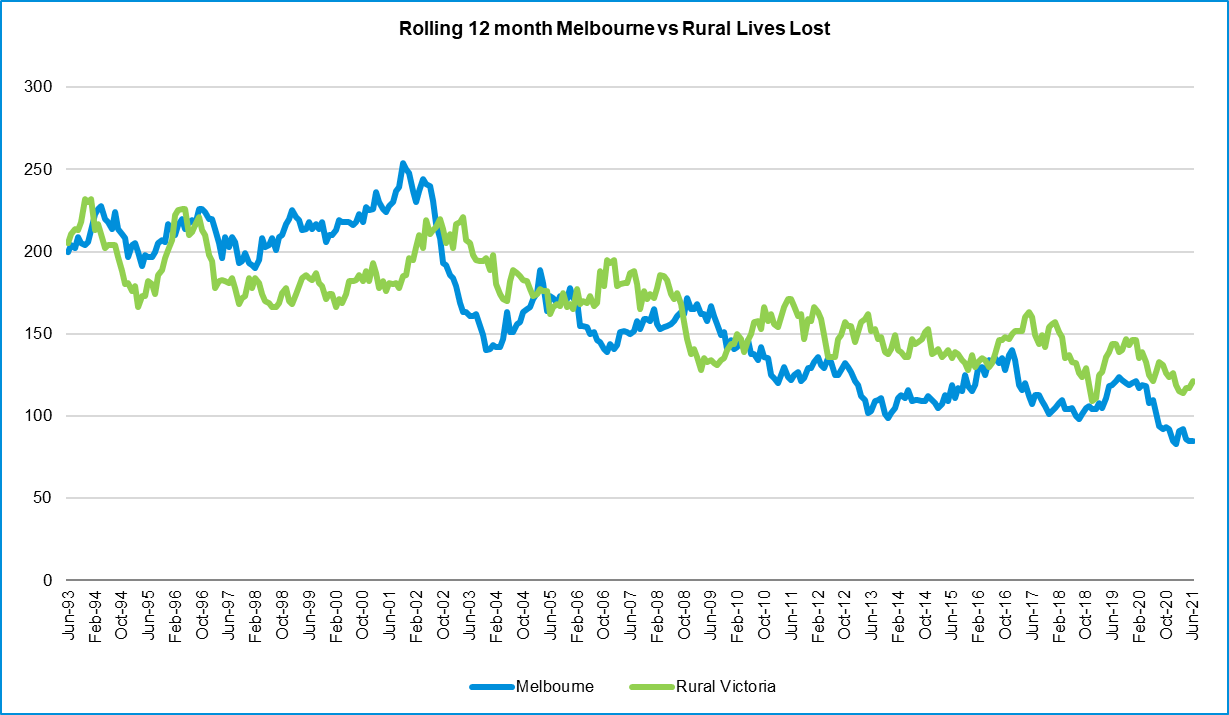 Rolling 12 month Melbourne vs Rural Lives Lost
300
250
200
150
100
50
0
Jun-93
Feb-94
Oct-94
Jun-95
Feb-96
Oct-96
Jun-97
Feb-98
Oct-98
Jun-99
Feb-00
Oct-00
Jun-01
Feb-02
Oct-02
Jun-03
Feb-04
Oct-04
Jun-05
Feb-06
Oct-06
Jun-07
Feb-08
Oct-08
Jun-09
Feb-10
Oct-10
Jun-11
Feb-12
Oct-12
Jun-13
Feb-14
Oct-14
Jun-15
Feb-16
Oct-16
Jun-17
Feb-18
Oct-18
Jun-19
Feb-20
Oct-20
Jun-21
Melbourne
Rural Victoria